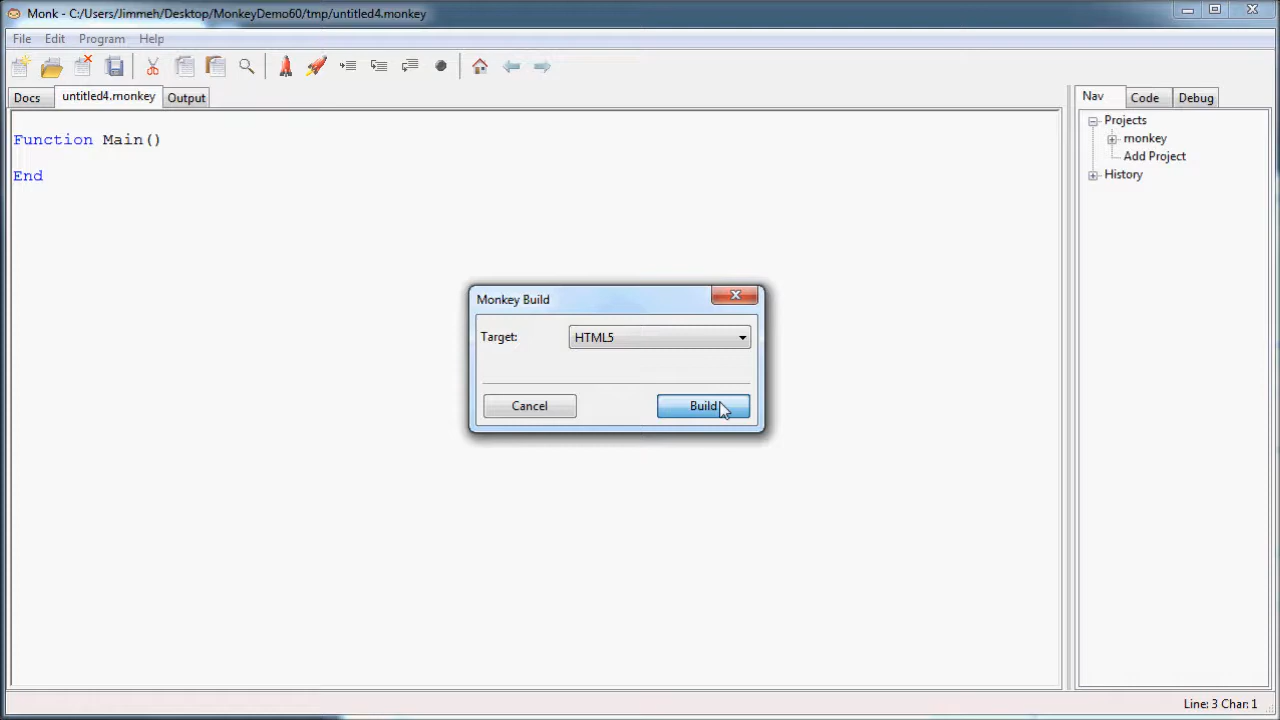 Monk - C:/Users/Jimmeh/Desktop/MonkeyDemo60/tmp/untitled4.monkey
File Edit Program Help
Docs untitled4.monkey Output
Nav Code Debug
Function Main()
End
Projects
monkey
Add Project
History
Monkey Build
Target: HTML5
Cancel Build
Line: 3 Char:1